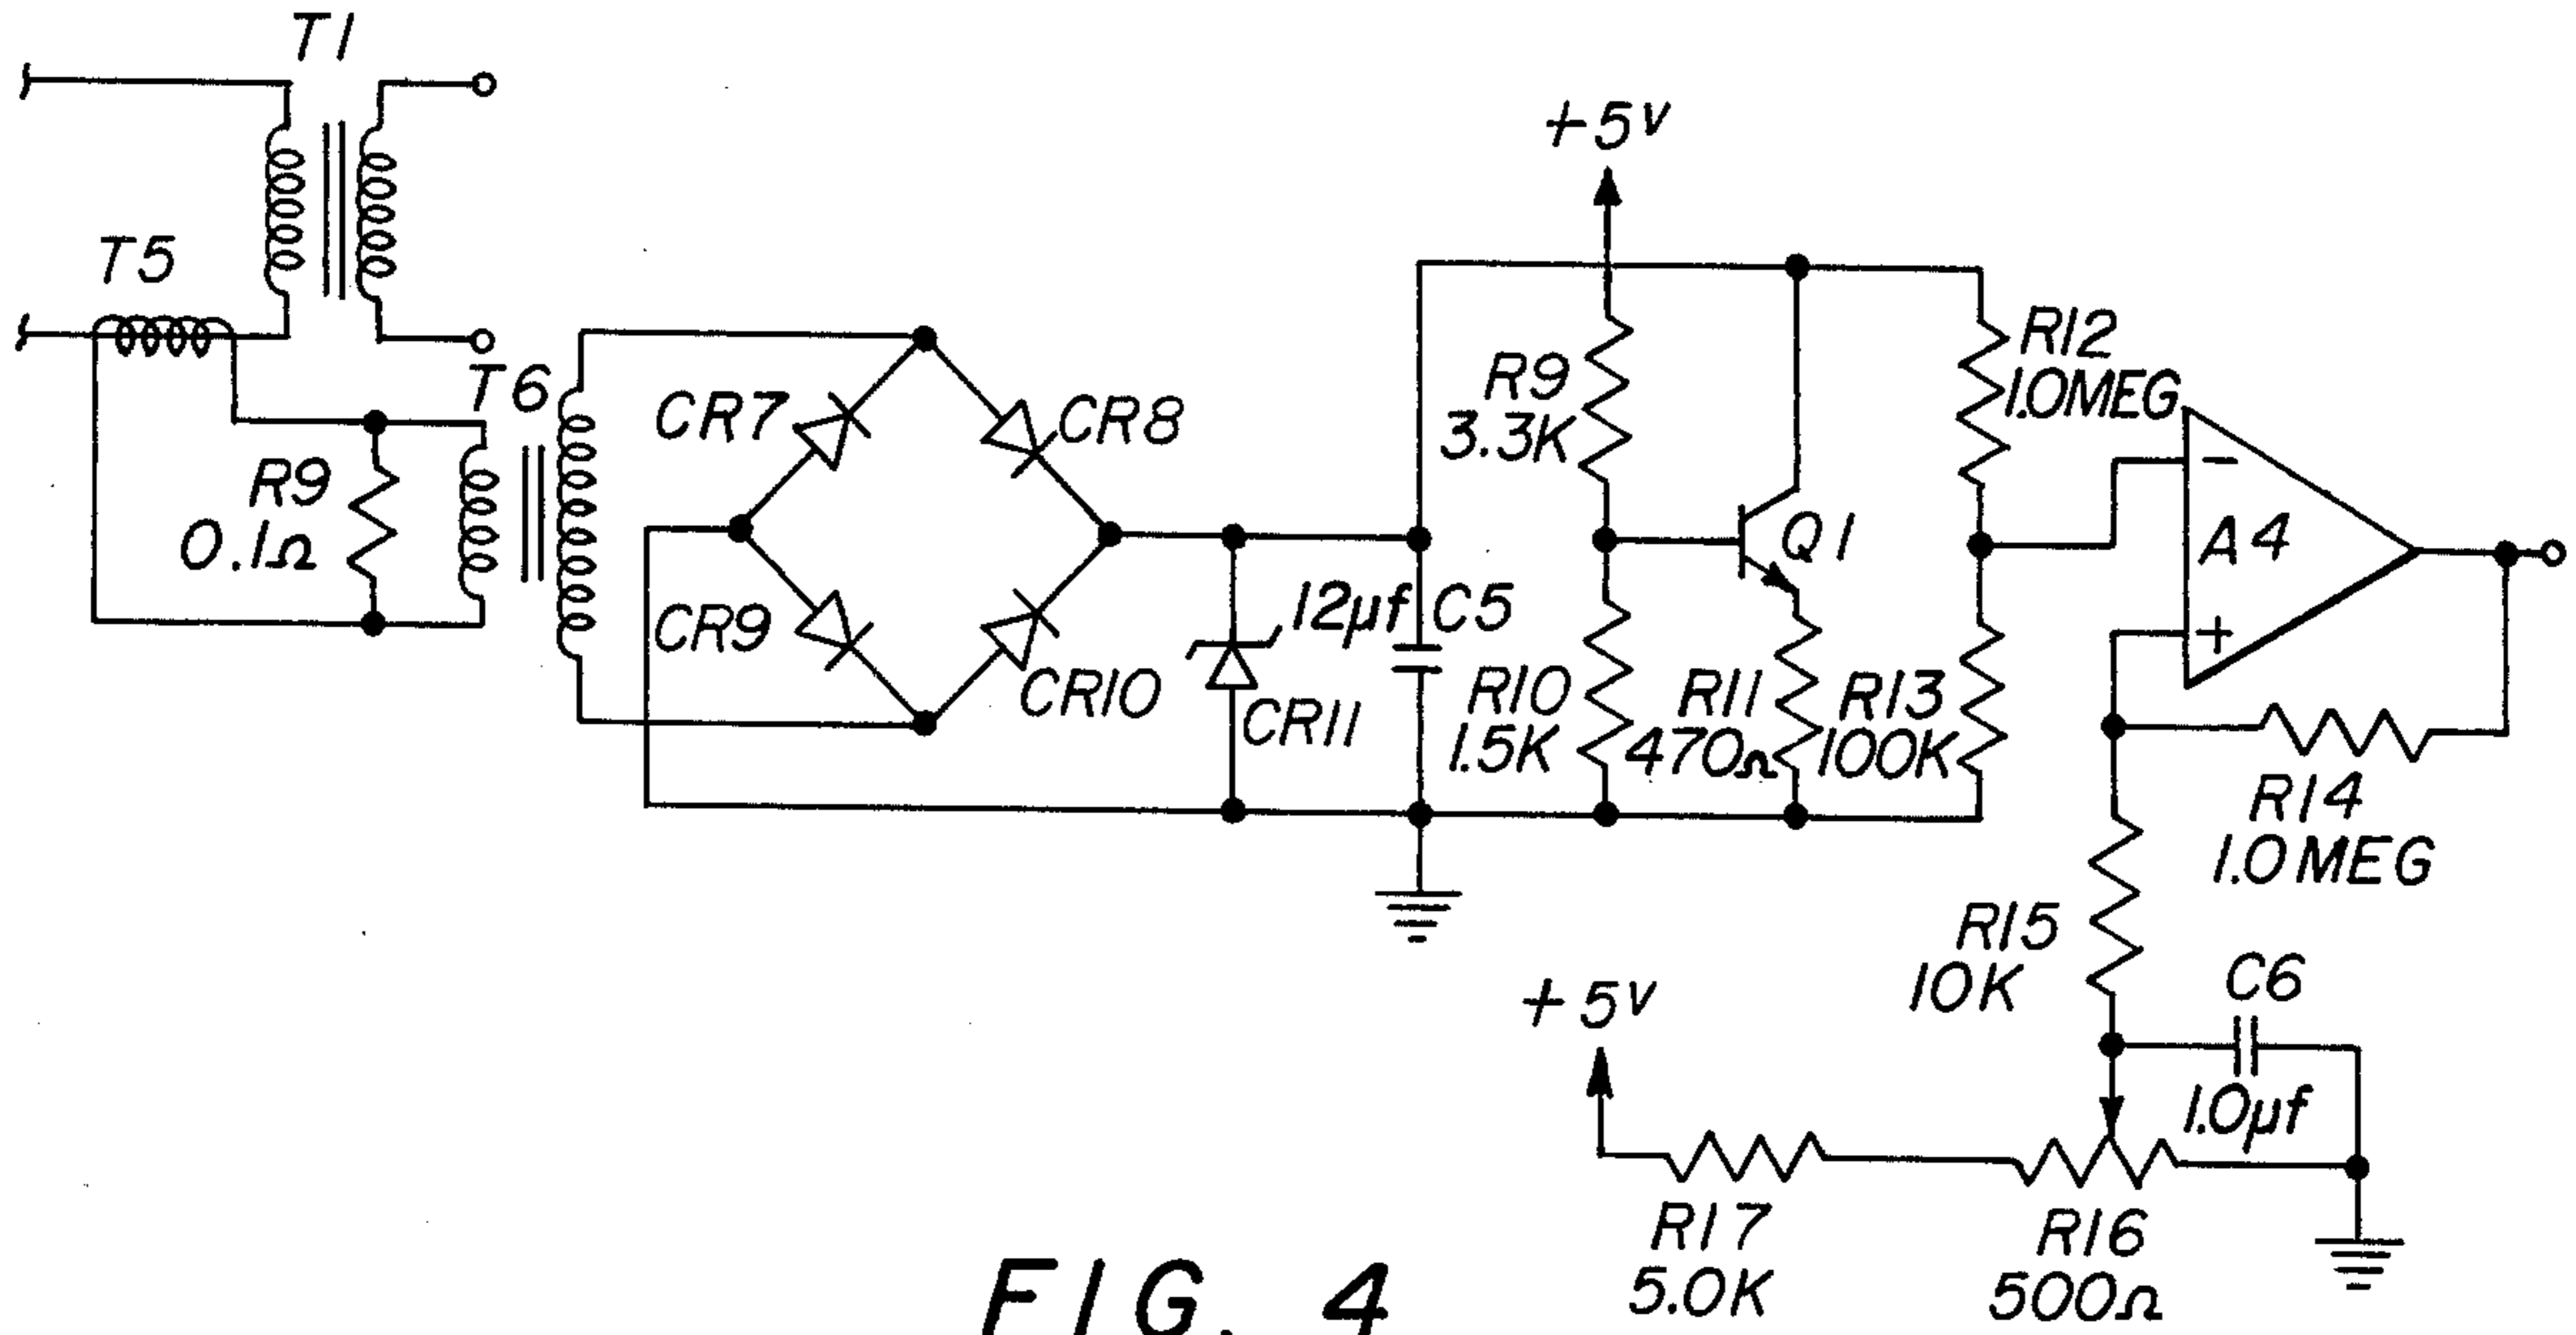 T1
T5
T6
R9
0.1Ω
CR7
CR8
CR9
CR10
CR11
12μf C5
+5v
R9
3.3K
R10
1.5K
Q1
R11
470Ω
R12
1.0MEG
R13
100K
-
A4
+
R14
1.0 MEG
R15
10K
C6
1.0μf
+5v
R17
5.0K
R16
500Ω
FIG. 4